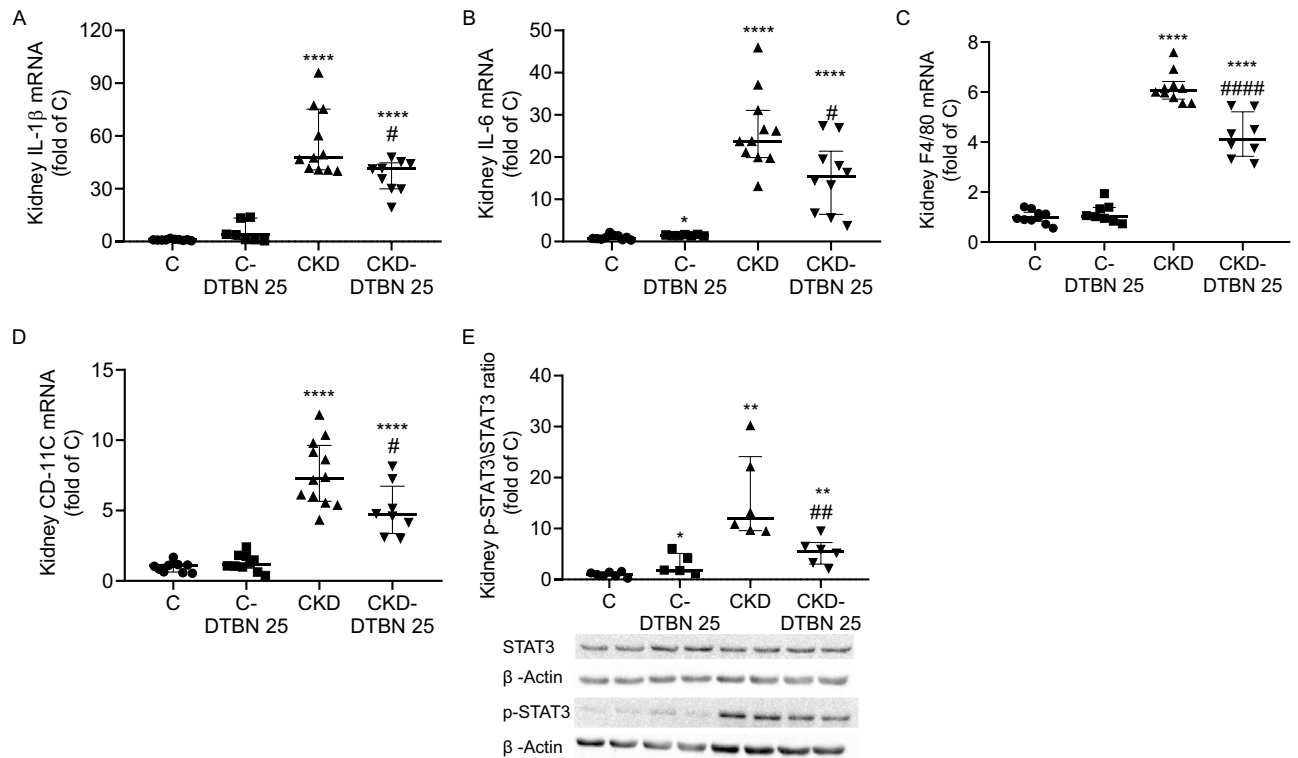 A
Kidney IL-1β mRNA
(fold of C)
120
90
60
30
0
****
****
#
C
C-
DTBN 25
CKD
CKD-
DTBN 25
B
Kidney IL-6 mRNA
(fold of C)
50
40
30
20
10
0
*
****
****
#
C
C-
DTBN 25
CKD
CKD-
DTBN 25
C
Kidney F4/80 mRNA
(fold of C)
8
6
4
2
0
****
****
####
C
C-
DTBN 25
CKD
CKD-
DTBN 25
D
Kidney CD-11C mRNA
(fold of C)
15
10
5
0
****
****
#
C
C-
DTBN 25
CKD
CKD-
DTBN 25
E
Kidney p-STAT3\STAT3 ratio
(fold of C)
40
30
20
10
0
*
**
**
##
C
C-
DTBN 25
CKD
CKD-
DTBN 25
STAT3
β -Actin
p-STAT3
β -Actin